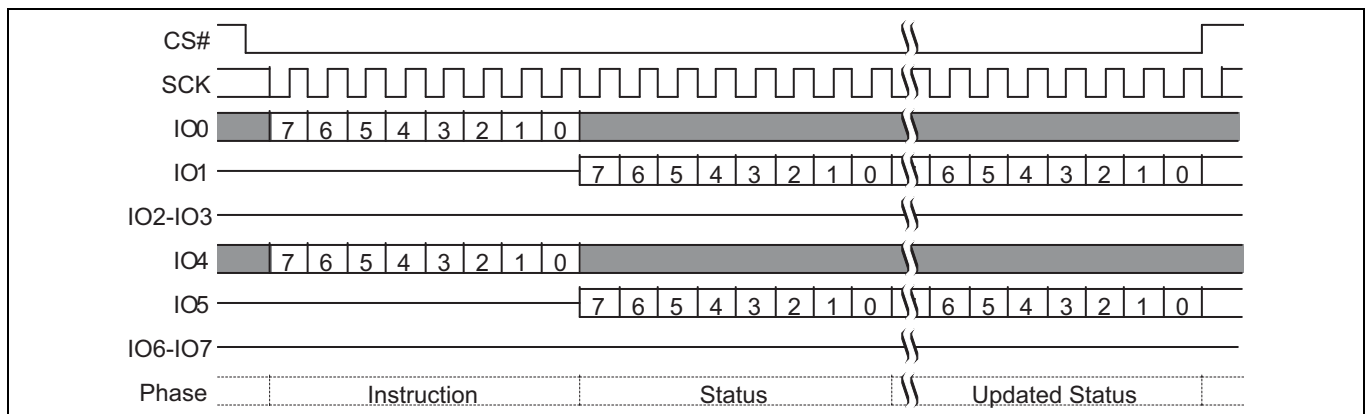 CS#
SCK
IO0 7 6 5 4 3 2 1 0
IO1 7 6 5 4 3 2 1 0 6 5 4 3 2 1 0
IO2-IO3
IO4 7 6 5 4 3 2 1 0
IO5 7 6 5 4 3 2 1 0 6 5 4 3 2 1 0
IO6-IO7
Phase Instruction Status Updated Status